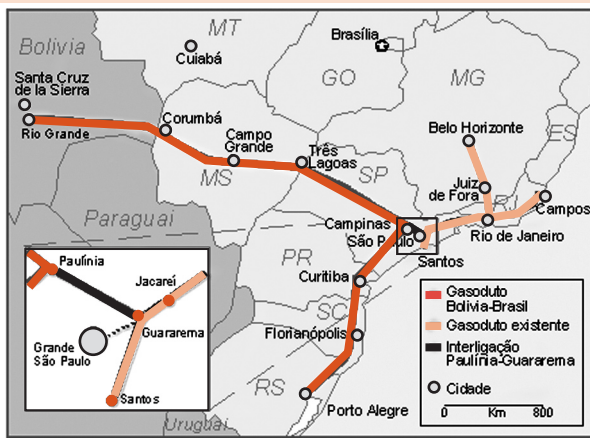 Bolivia
MT
Brasília
Cuiabá
GO
MG
Santa Cruz
de la Sierra
Rio Grande
Corumbá
Campo
Grande
MS
Três
Lagoas
SP
Belo Horizonte
ES
Juiz
de Fora
RJ
Campos
Rio de Janeiro
Paraguai
Campinas
São Paulo
Santos
PR
Curitiba
SC
Florianópolis
RS
Porto Alegre
Uruguai
Paulínia
Jacareí
Guararema
Grande
São Paulo
Santos
Gasoduto
Bolivia-Brasil
Gasoduto existente
Interligação
Paulínia-Guararema
Cidade
0 Km 800